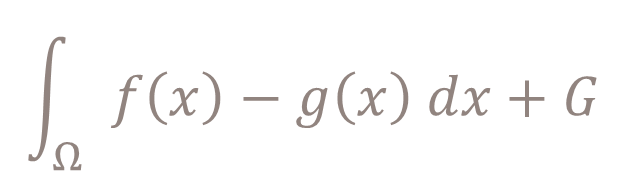 ∫_Ω f(x) − g(x) dx + G